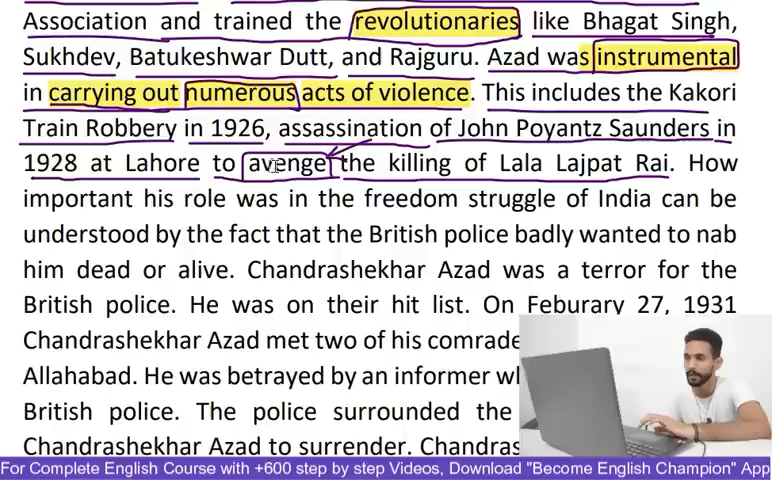 Association and trained the revolutionaries like Bhagat Singh,
Sukhdev, Batukeshwar Dutt, and Rajguru. Azad was instrumental
in carrying out numerous acts of violence. This includes the Kakori
Train Robbery in 1926, assassination of John Poyantz Saunders in
1928 at Lahore to avenge the killing of Lala Lajpat Rai. How
important his role was in the freedom struggle of India can be
understood by the fact that the British police badly wanted to nab
him dead or alive. Chandrashekhar Azad was a terror for the
British police. He was on their hit list. On Feburary 27, 1931
Chandrashekhar Azad met two of his comrade
Allahabad. He was betrayed by an informer
British police. The police surrounded the
Chandrashekhar Azad to surrender. Chandras
For Complete English Course with +600 step by step Videos, Download "Become English Champion" App